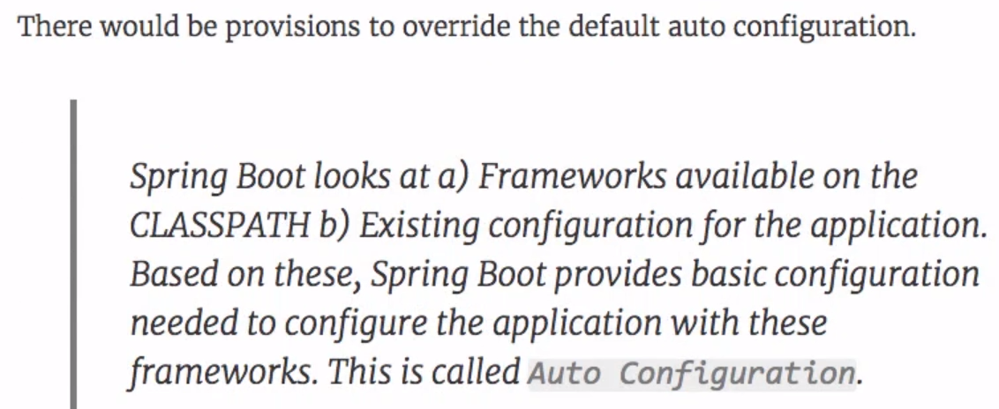 There would be provisions to override the default auto configuration.
Spring Boot looks at a) Frameworks available on the
CLASSPATH b) Existing configuration for the application.
Based on these, Spring Boot provides basic configuration
needed to configure the application with these
frameworks. This is called Auto Configuration.